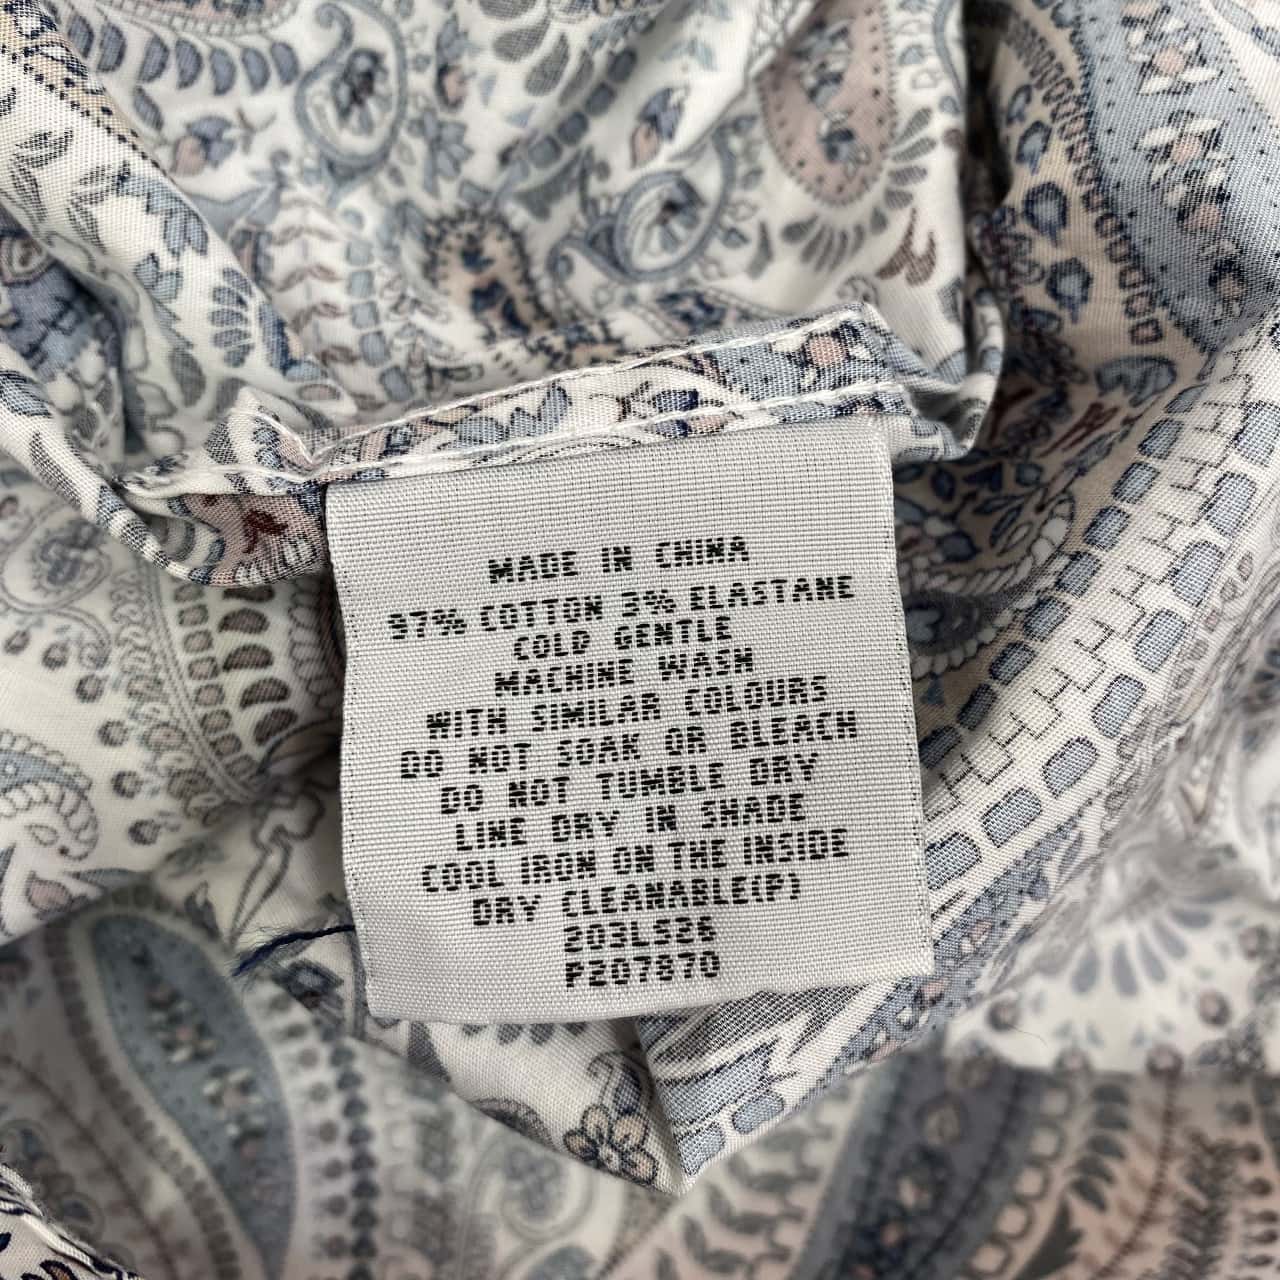 MADE IN CHINA
97% COTTON 3% ELASTANE
COLD GENTLE
MACHINE WASH
WITH SIMILAR COLOURS
DO NOT SOAK OR BLEACH
DO NOT TUMBLE DRY
LINE DRY IN SHADE
COOL IRON ON THE INSIDE
DRY CLEANABLE(P)
203LS26
P207870